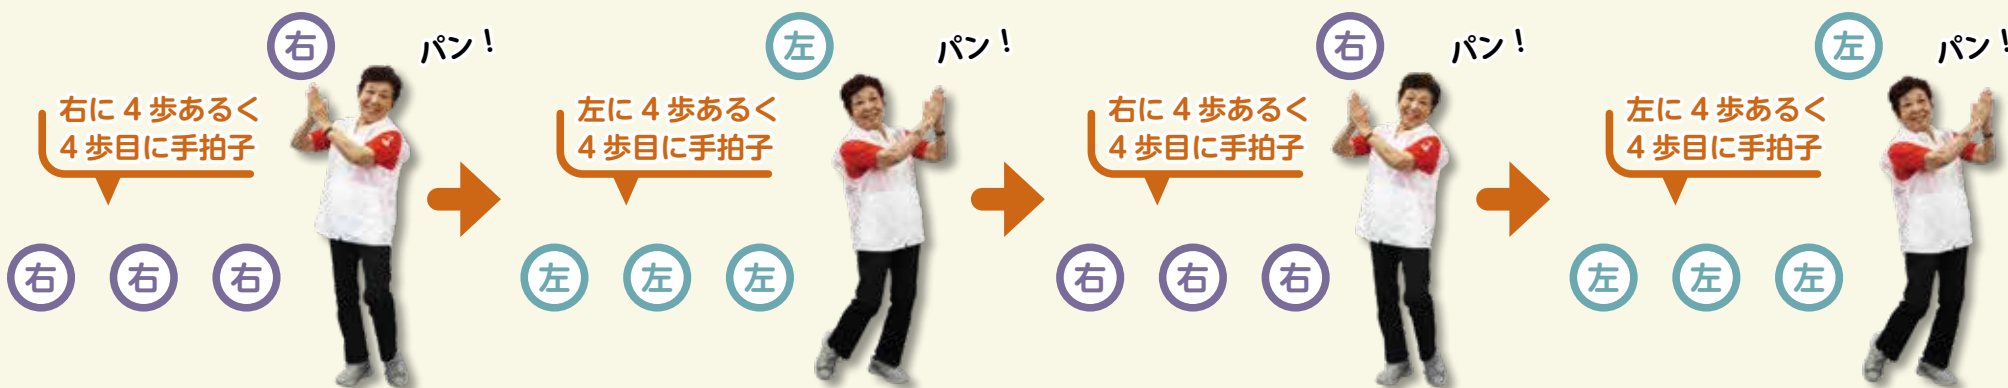 右に4歩あるく
4歩目に手拍子
右 右 右 右
パン！
左に4歩あるく
4歩目に手拍子
左 左 左 左
パン！
右に4歩あるく
4歩目に手拍子
右 右 右 右
パン！
左に4歩あるく
4歩目に手拍子
左 左 左 左
パン！